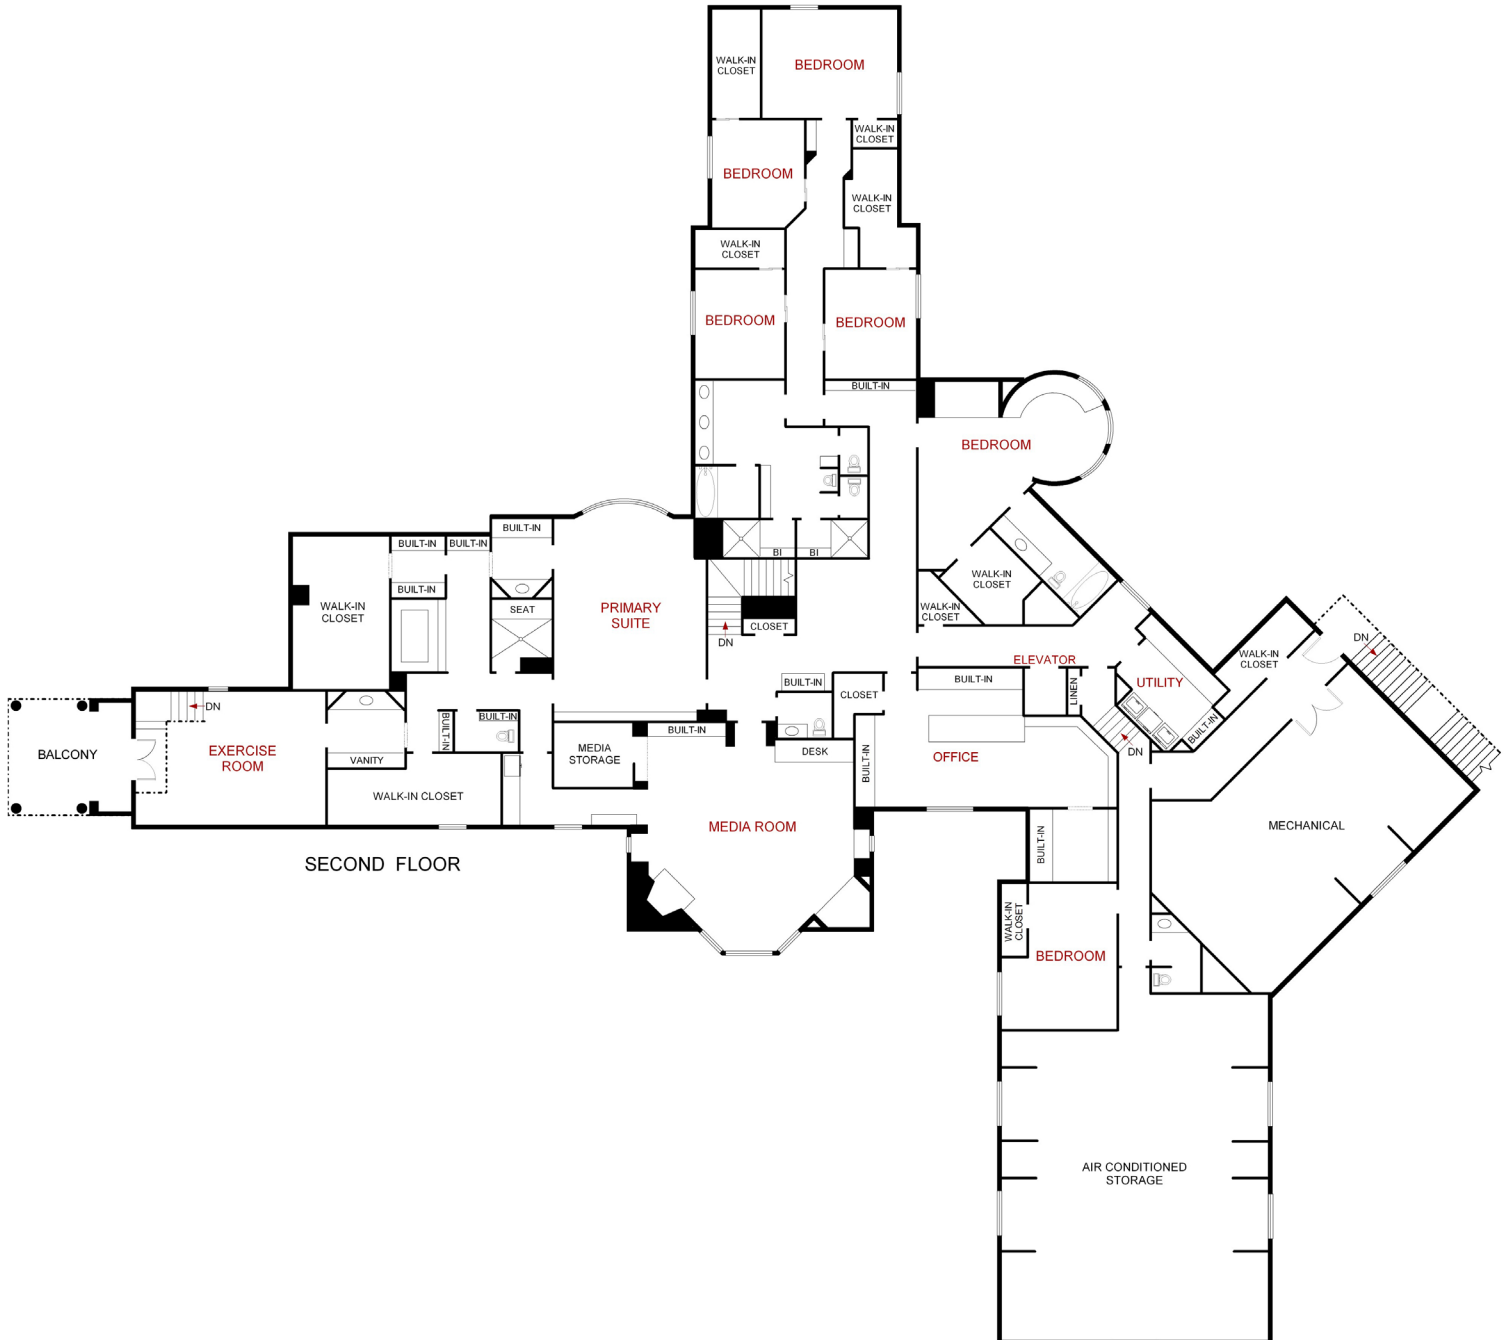 WALK-IN
CLOSET
BEDROOM
WALK-IN
CLOSET
BEDROOM
WALK-IN
CLOSET
WALK-IN
CLOSET
BEDROOM
BEDROOM
BUILT-IN
BEDROOM
BUILT-IN
BUILT-IN
BUILT-IN
BI
BI
BUILT-IN
WALK-IN
CLOSET
SEAT
PRIMARY
SUITE
CLOSET
DN
WALK-IN
CLOSET
WALK-IN
CLOSET
ELEVATOR
LINEN
UTILITY
BUILT-IN
WALK-IN
CLOSET
DN
BUILT-IN
CLOSET
BUILT-IN
DN
BALCONY
EXERCISE
ROOM
VANITY
BUILT-IN
BUILT-IN
MEDIA
STORAGE
BUILT-IN
DESK
BUILT-IN
OFFICE
DN
WALK-IN CLOSET
MEDIA ROOM
MECHANICAL
BUILT-IN
SECOND FLOOR
WALK-IN
CLOSET
BEDROOM
AIR CONDITIONED
STORAGE